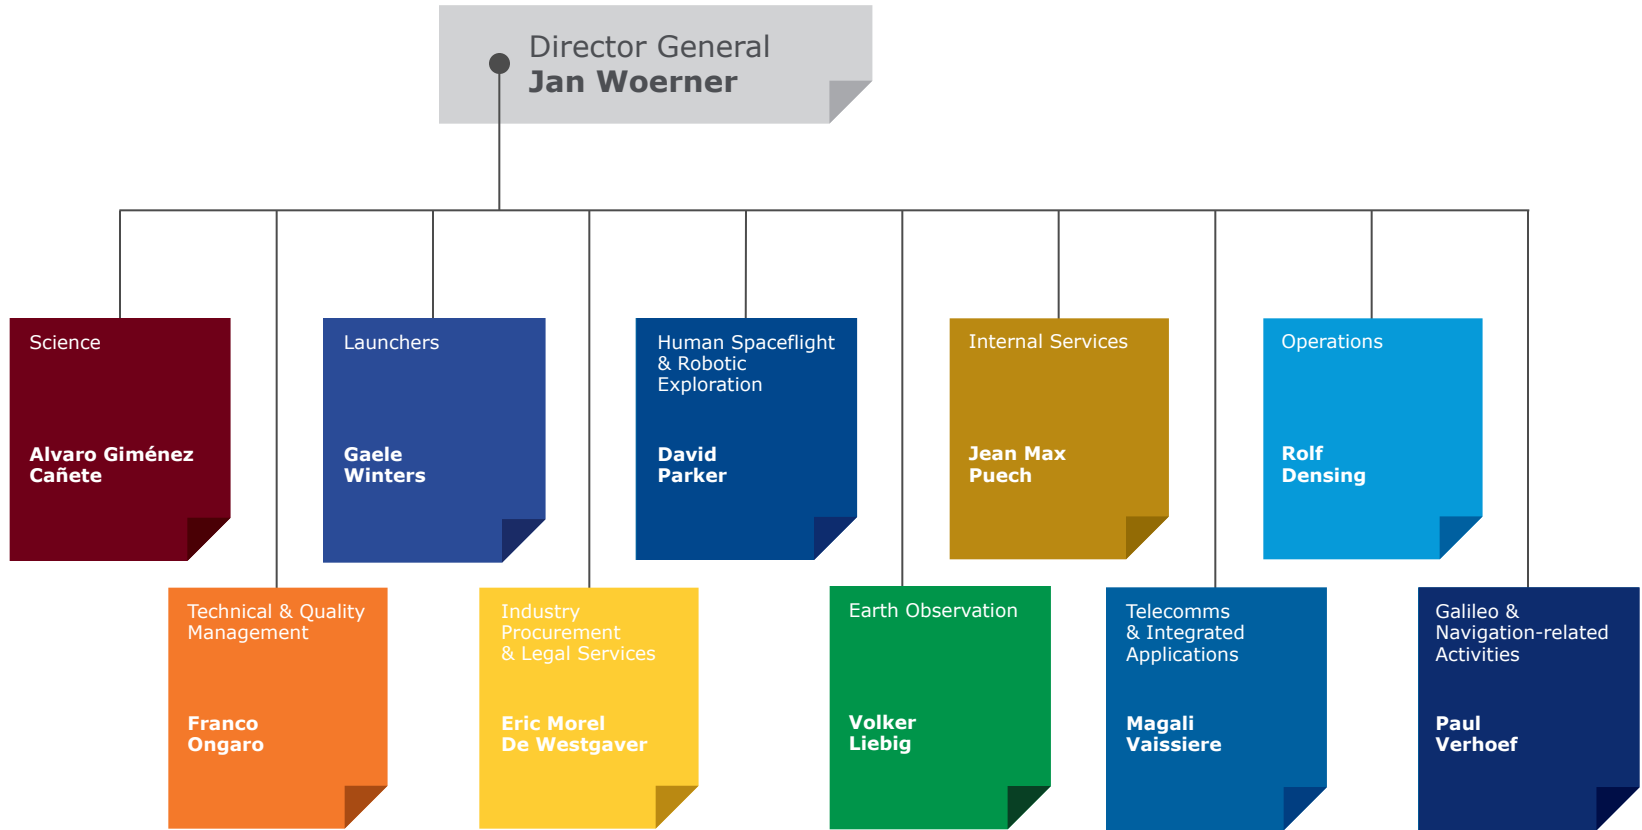 Director General
Jan Woerner
Science
Alvaro Giménez
Cañete
Launchers
Gaele
Winters
Human Spaceflight
& Robotic
Exploration
David
Parker
Internal Services
Jean Max
Puech
Operations
Rolf
Densing
Technical & Quality
Management
Franco
Ongaro
Industry
Procurement
& Legal Services
Eric Morel
De Westgaver
Earth Observation
Volker
Liebig
Telecomms
& Integrated
Applications
Magali
Vaissiere
Galileo &
Navigation-related
Activities
Paul
Verhoef